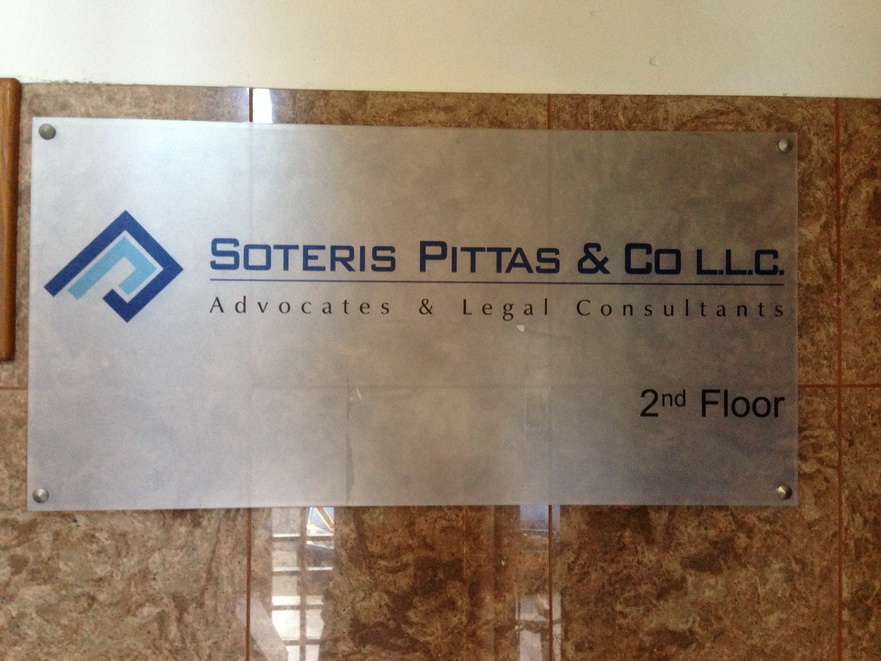 SOTERIS PITTAS & CO L.L.C.
Advocates & Legal Consultants
2nd Floor